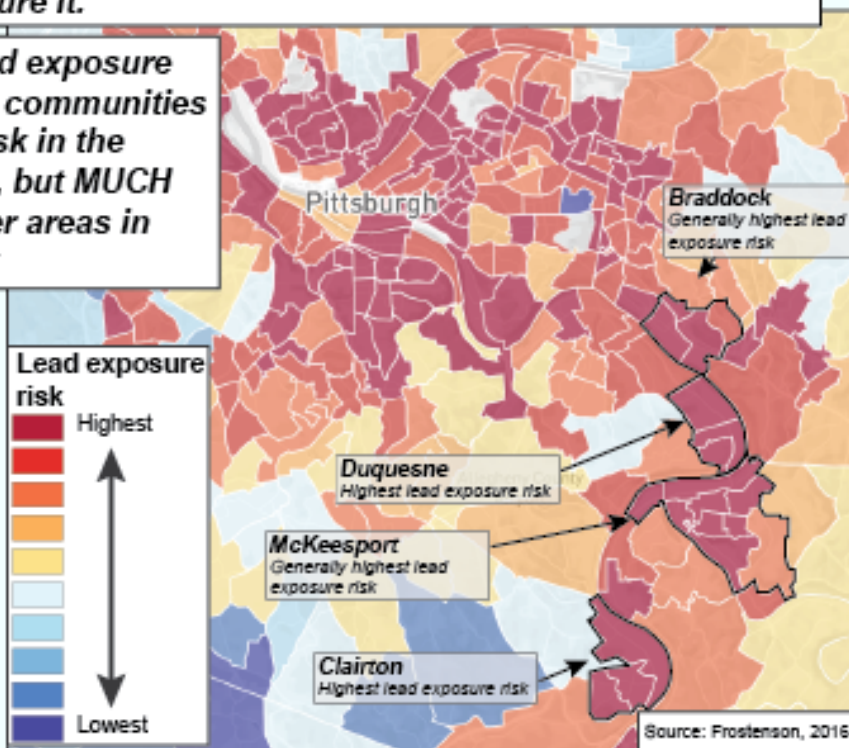 ure it.
d exposure
communities
sk in the
, but MUCH
er areas in
Pittsburgh
Braddock
Generally highest lead
exposure risk
Lead exposure
risk
Highest
Lowest
Duquesne
Highest lead exposure risk
McKeesport
Generally highest lead
exposure risk
Clairton
Highest lead exposure risk
Source: Frostenson, 2016